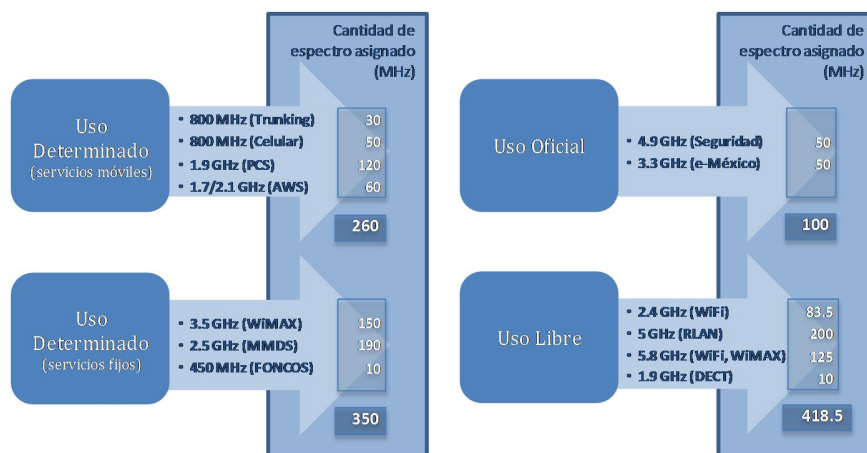 Cantidad de
espectro asignado
(MHz)
Uso
Determinado
(servicios móviles)
• 800 MHz (Trunking) 30
• 800 MHz (Celular) 50
• 1.9 GHz (PCS) 120
• 1.7/2.1 GHz (AWS) 60
260
Uso
Determinado
(servicios fijos)
• 3.5 GHz (WiMAX) 150
• 2.5 GHz (MMDS) 190
• 450 MHz (FONCOS) 10
350
Cantidad de
espectro asignado
(MHz)
Uso Oficial
• 4.9 GHz (Seguridad) 50
• 3.3 GHz (e-México) 50
100
Uso Libre
• 2.4 GHz (WiFi) 83.5
• 5 GHz (RLAN) 200
• 5.8 GHz (WiFi, WiMAX) 125
• 1.9 GHz (DECT) 10
418.5